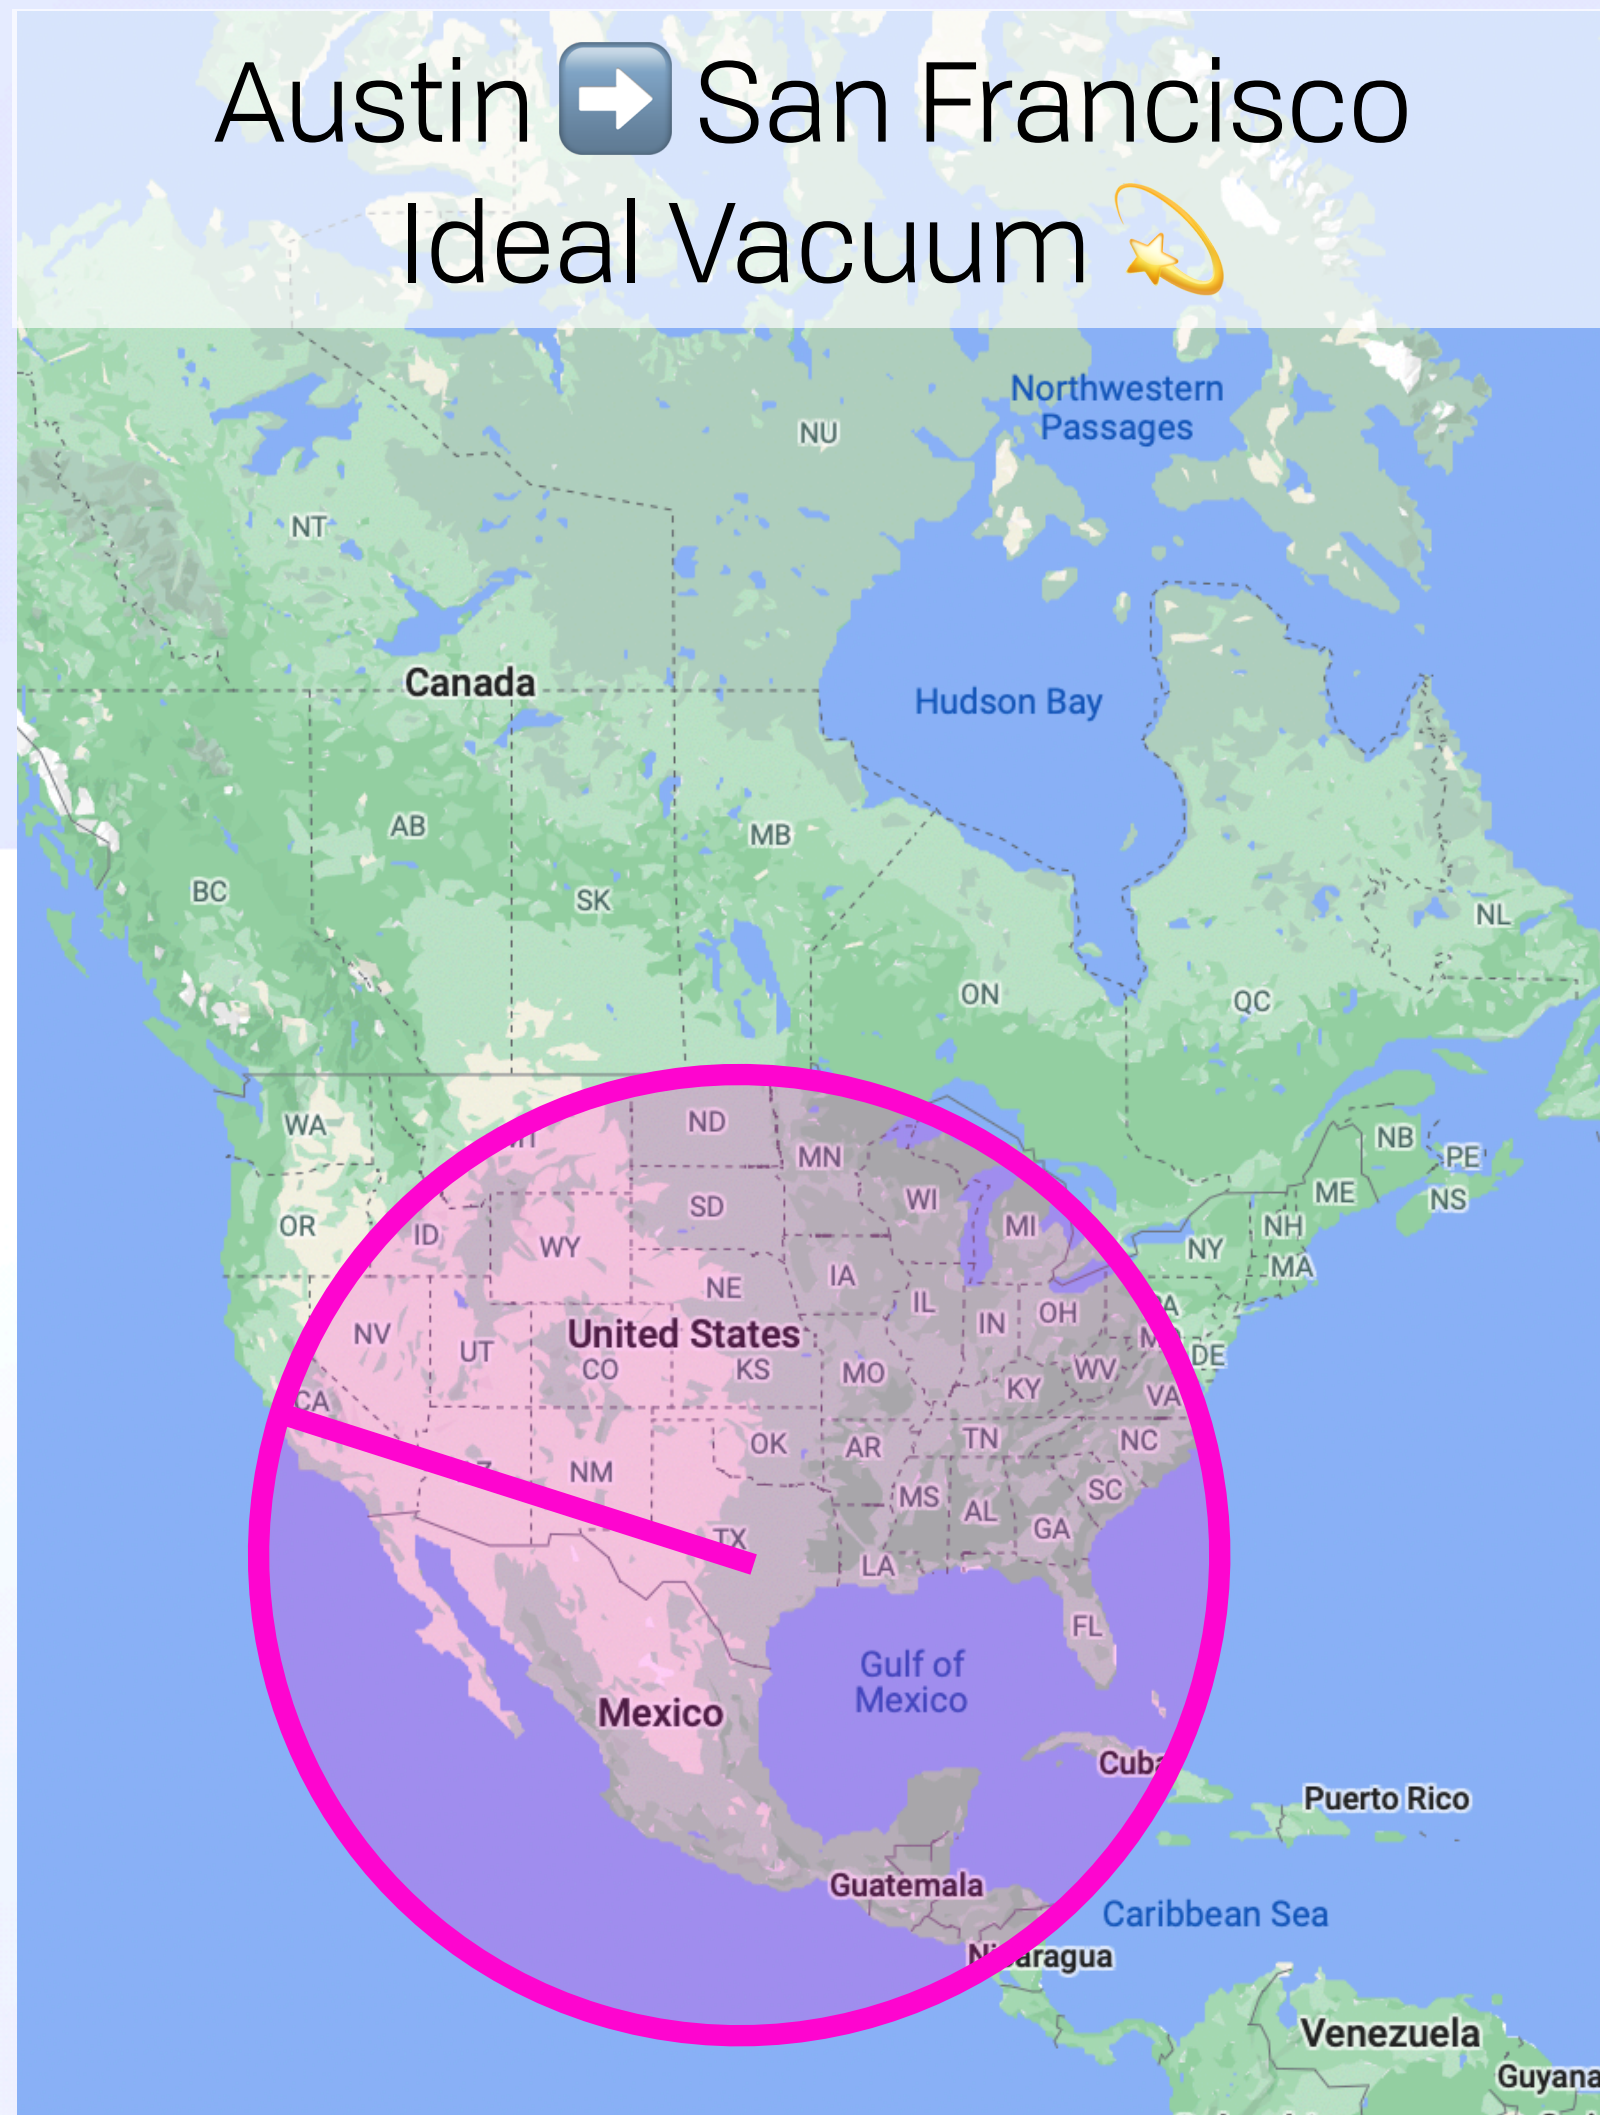 Austin ➡️ San Francisco
Ideal Vacuum 💫
Northwestern
Passages
NU
NT
Canada
Hudson Bay
AB
MB
BC
SK
NL
ON
QC
WA
ND
MN
NB
PE
ME
NS
OR
ID
SD
WI
MI
NH
WY
NY
MA
NE
IA
IL
IN
OH
NV
UT
United States
CO
KS
MO
KY
WV
DE
VA
CA
OK
AR
TN
NC
NM
MS
AL
SC
GA
TX
LA
FL
Gulf of
Mexico
Mexico
Cuba
Puerto Rico
Guatemala
Caribbean Sea
Nicaragua
Venezuela
Guyana